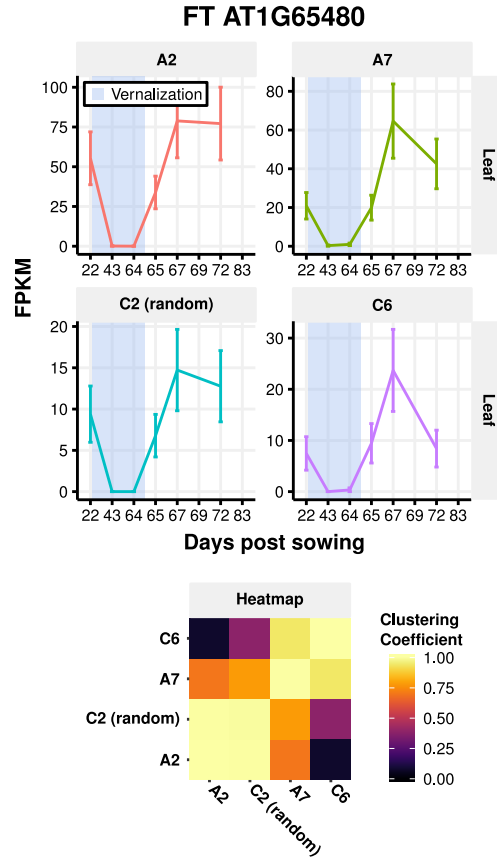 FT AT1G65480
A2
A7
Vernalization
100
75
50
25
0
80
60
40
20
0
Leaf
22 43 64 65 67 69 72 83
22 43 64 65 67 69 72 83
FPKM
C2 (random)
C6
20
15
10
5
0
30
20
10
0
Leaf
22 43 64 65 67 69 72 83
22 43 64 65 67 69 72 83
Days post sowing
Heatmap
C6
A7
C2 (random)
A2
A2
C2 (random)
A7
C6
Clustering
Coefficient
1.00
0.75
0.50
0.25
0.00